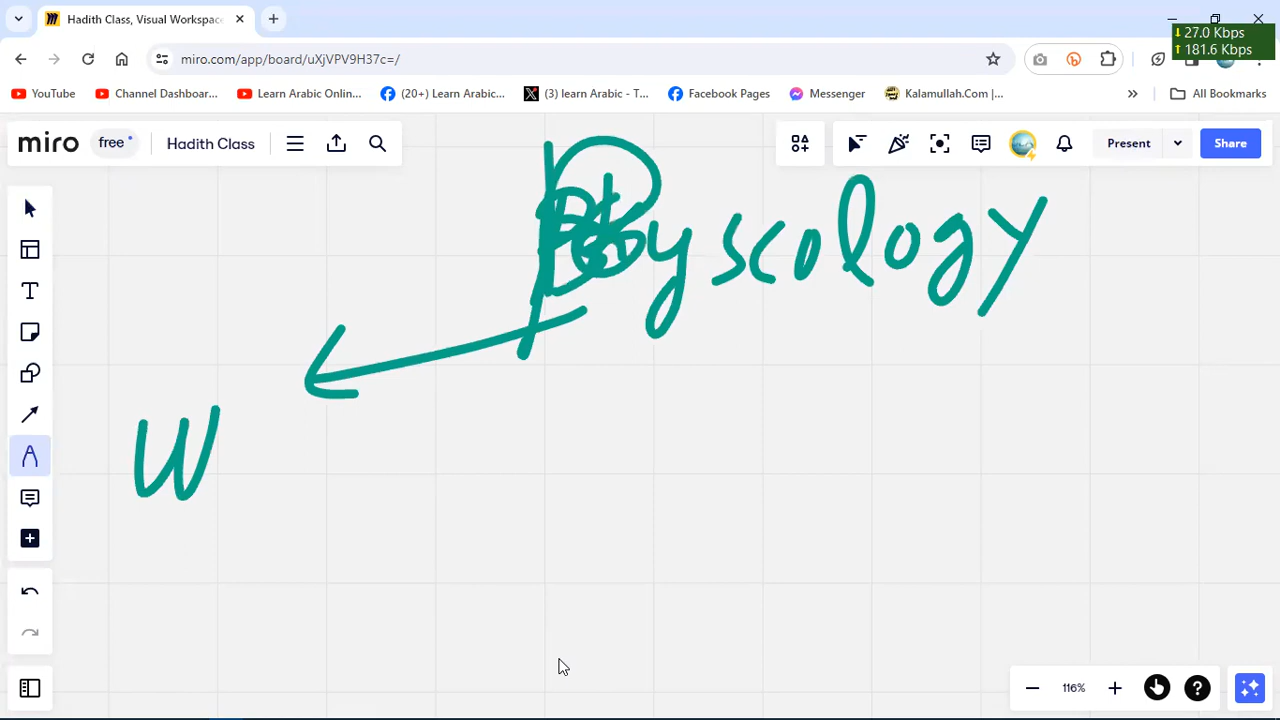 Hadith Class, Visual Workspac
27.0 Kbps
181.6 Kbps
miro.com/app/board/uXjVPV9H37c=/
YouTube Channel Dashboar... Learn Arabic Onlin... (20+) Learn Arabic... (3) learn Arabic - T... Facebook Pages Messenger Kalamullah.Com |... » All Bookmarks
miro free Hadith Class Present Share
yscology
W
116%